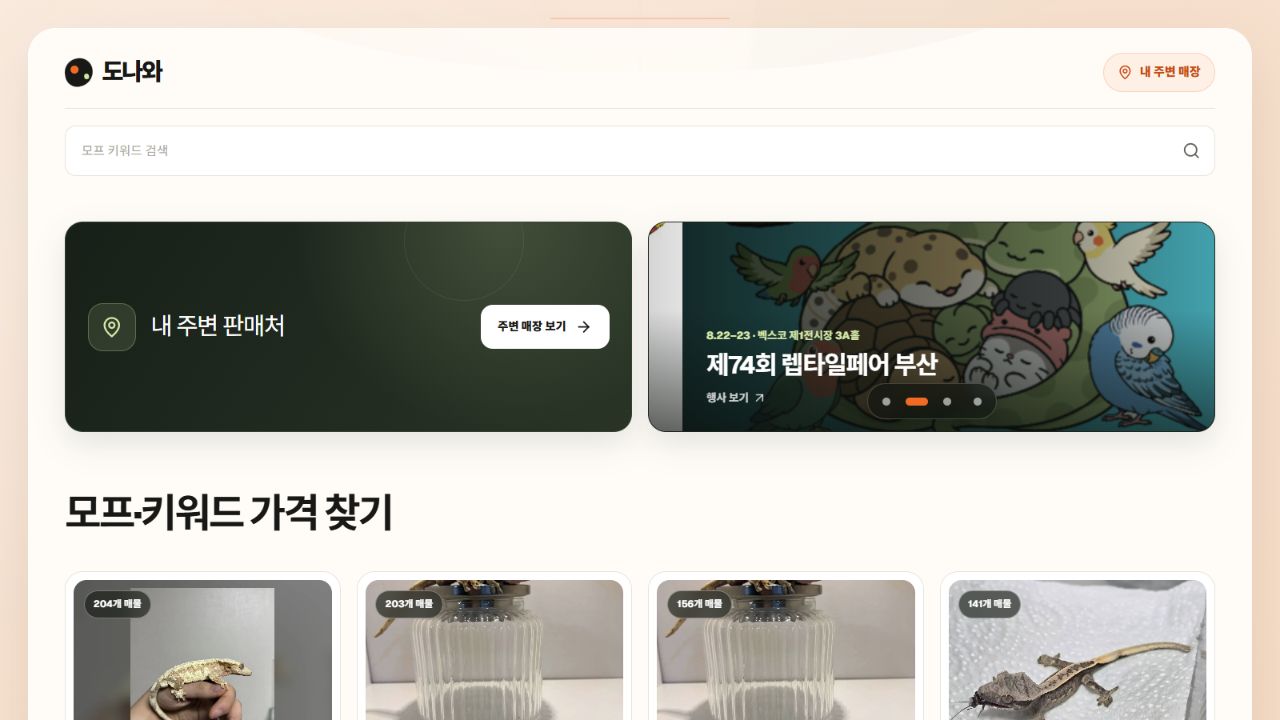 도나와
내 주변 매장
모프 키워드 검색
내 주변 판매처
주변 매장 보기
8.22–23 · 벡스코 제1전시장 3A홀
제74회 렙타일페어 부산
행사 보기
모프·키워드 가격 찾기
204개 매물
203개 매물
156개 매물
141개 매물